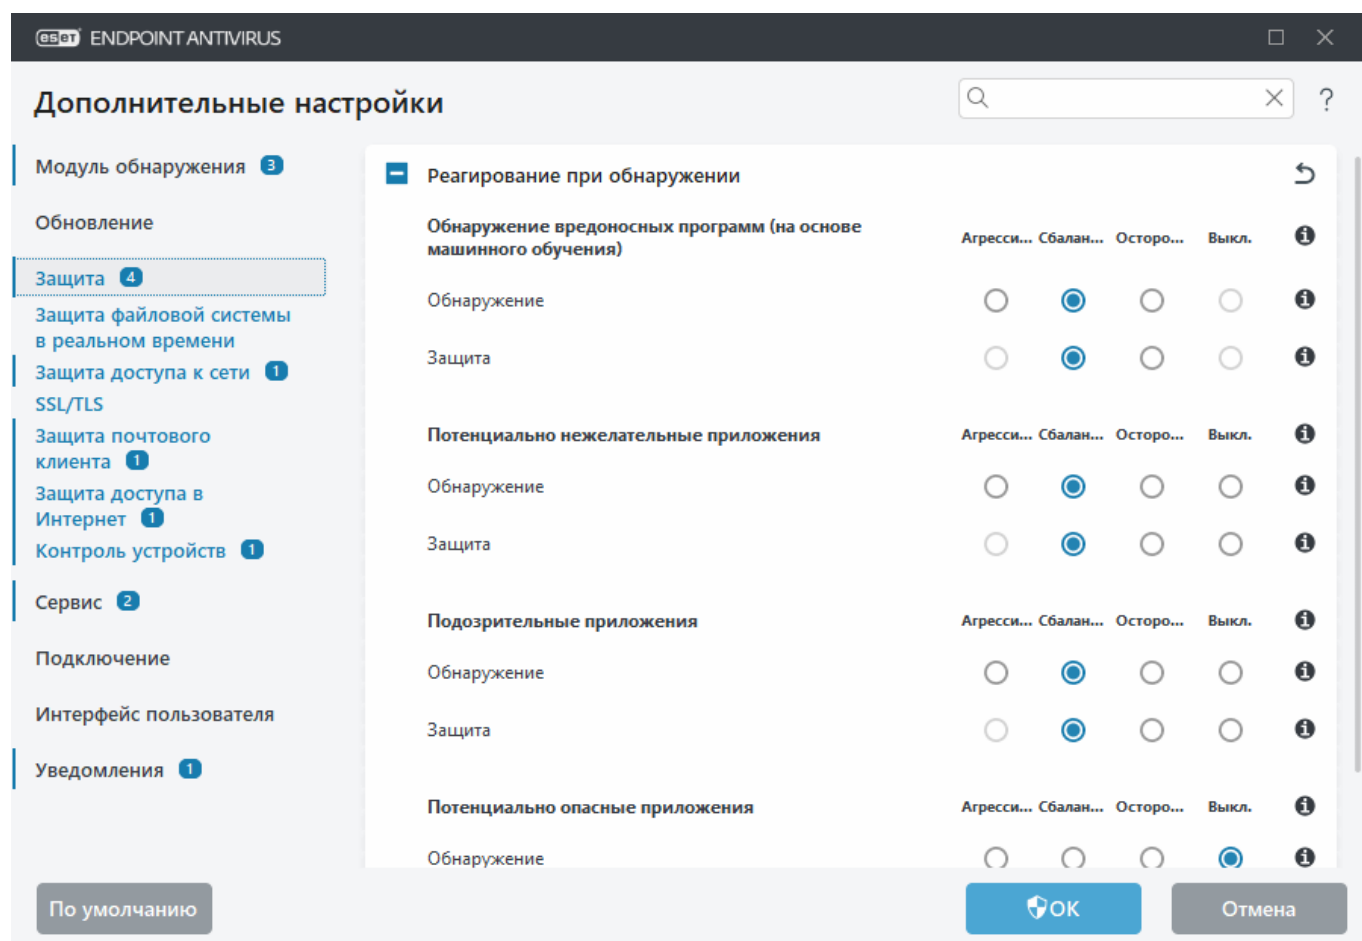 eset ENDPOINT ANTIVIRUS
Дополнительные настройки
?
Модуль обнаружения 3
Обновление
Защита 4
Защита файловой системы
в реальном времени
Защита доступа к сети 1
SSL/TLS
Защита почтового
клиента 1
Защита доступа в
Интернет 1
Контроль устройств 1
Сервис 2
Подключение
Интерфейс пользователя
Уведомления 1
Реагирование при обнаружении
Обнаружение вредоносных программ (на основе
машинного обучения)
Агресси... Сбалан... Осторо... Выкл.
Обнаружение
Защита
Потенциально нежелательные приложения Агресси... Сбалан... Осторо... Выкл.
Обнаружение
Защита
Подозрительные приложения Агресси... Сбалан... Осторо... Выкл.
Обнаружение
Защита
Потенциально опасные приложения Агресси... Сбалан... Осторо... Выкл.
Обнаружение
По умолчанию
ОК
Отмена